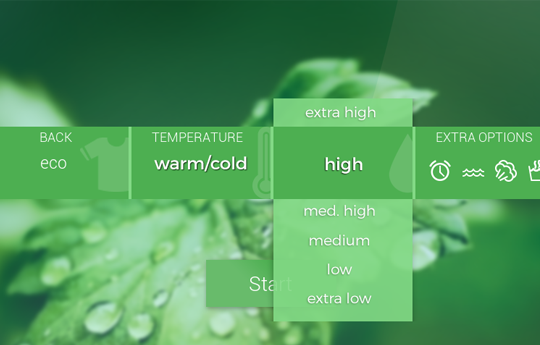 extra high
BACK
TEMPERATURE
EXTRA OPTIONS
eco
warm/cold
high
med. high
medium
low
Start
extra low